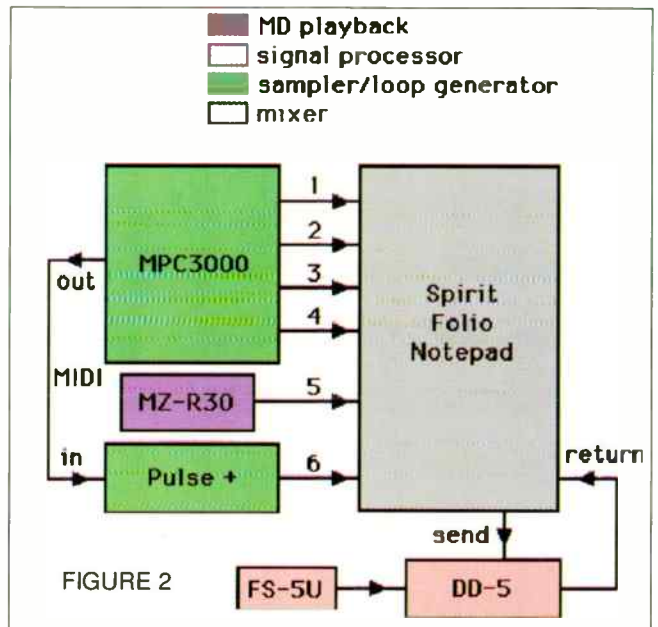 MD playback
signal processor
sampler/loop generator
mixer
1
2
MPC3000
3
out
4
Spirit
Folio
Notepad
MIDI
MZ-R30
5
in
Pulse +
6
return
send
FIGURE 2
FS-5U
DD-5